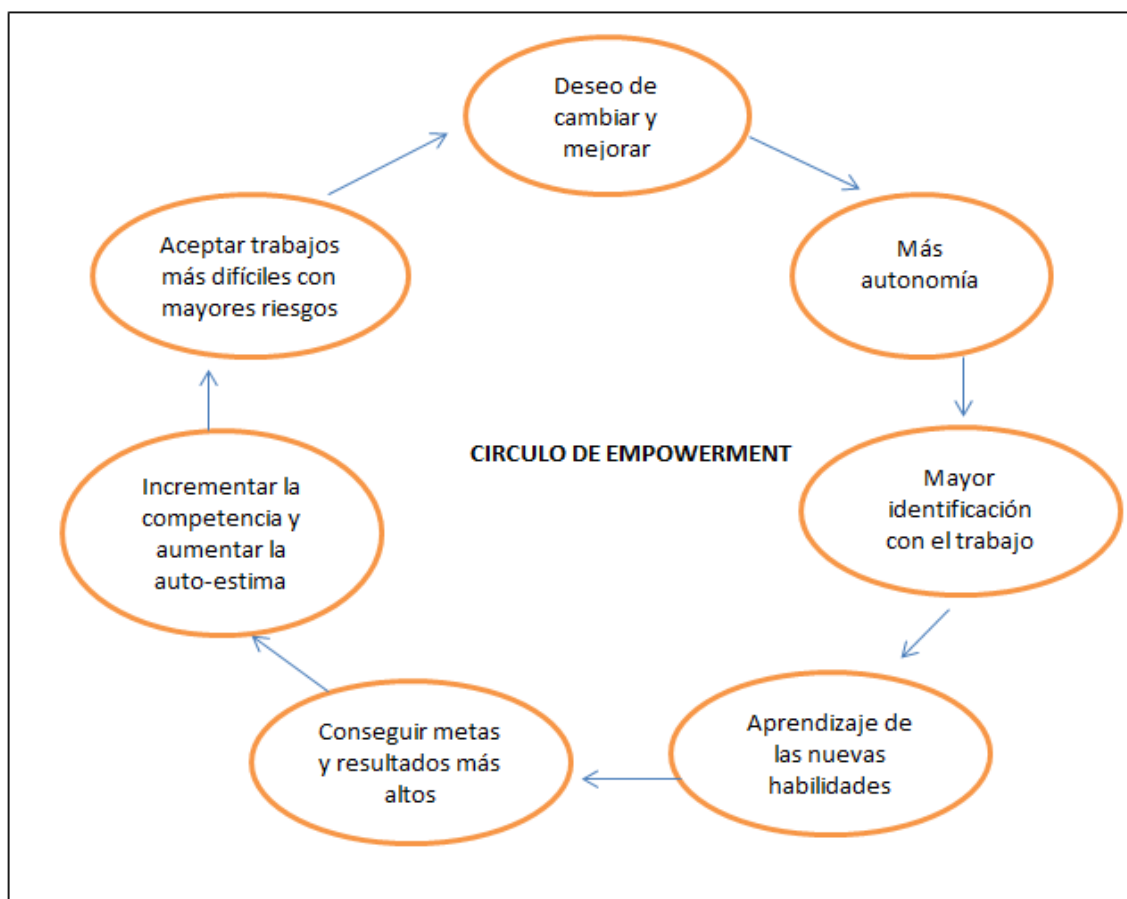 Deseo de
cambiar y
mejorar
Más
autonomía
Mayor
identificación
con el trabajo
Aprendizaje de
las nuevas
habilidades
Conseguir metas
y resultados más
altos
Incrementar la
competencia y
aumentar la
auto-estima
Aceptar trabajos
más difíciles con
mayores riesgos
CIRCULO DE EMPOWERMENT